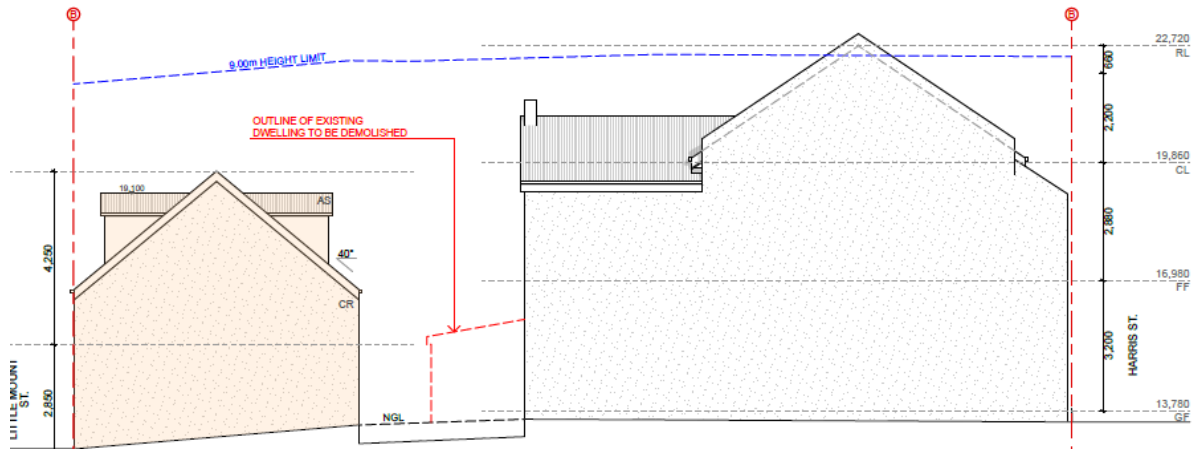 B
B
9.00m HEIGHT LIMIT
22,720
RL
660
2,200
OUTLINE OF EXISTING
DWELLING TO BE DEMOLISHED
19,860
CL
19,100
AS
4,250
40°
2,880
16,980
FF
CR
3,200
HARRIS ST.
LITTLE MOUNT
ST.
2,850
NGL
13,780
GF